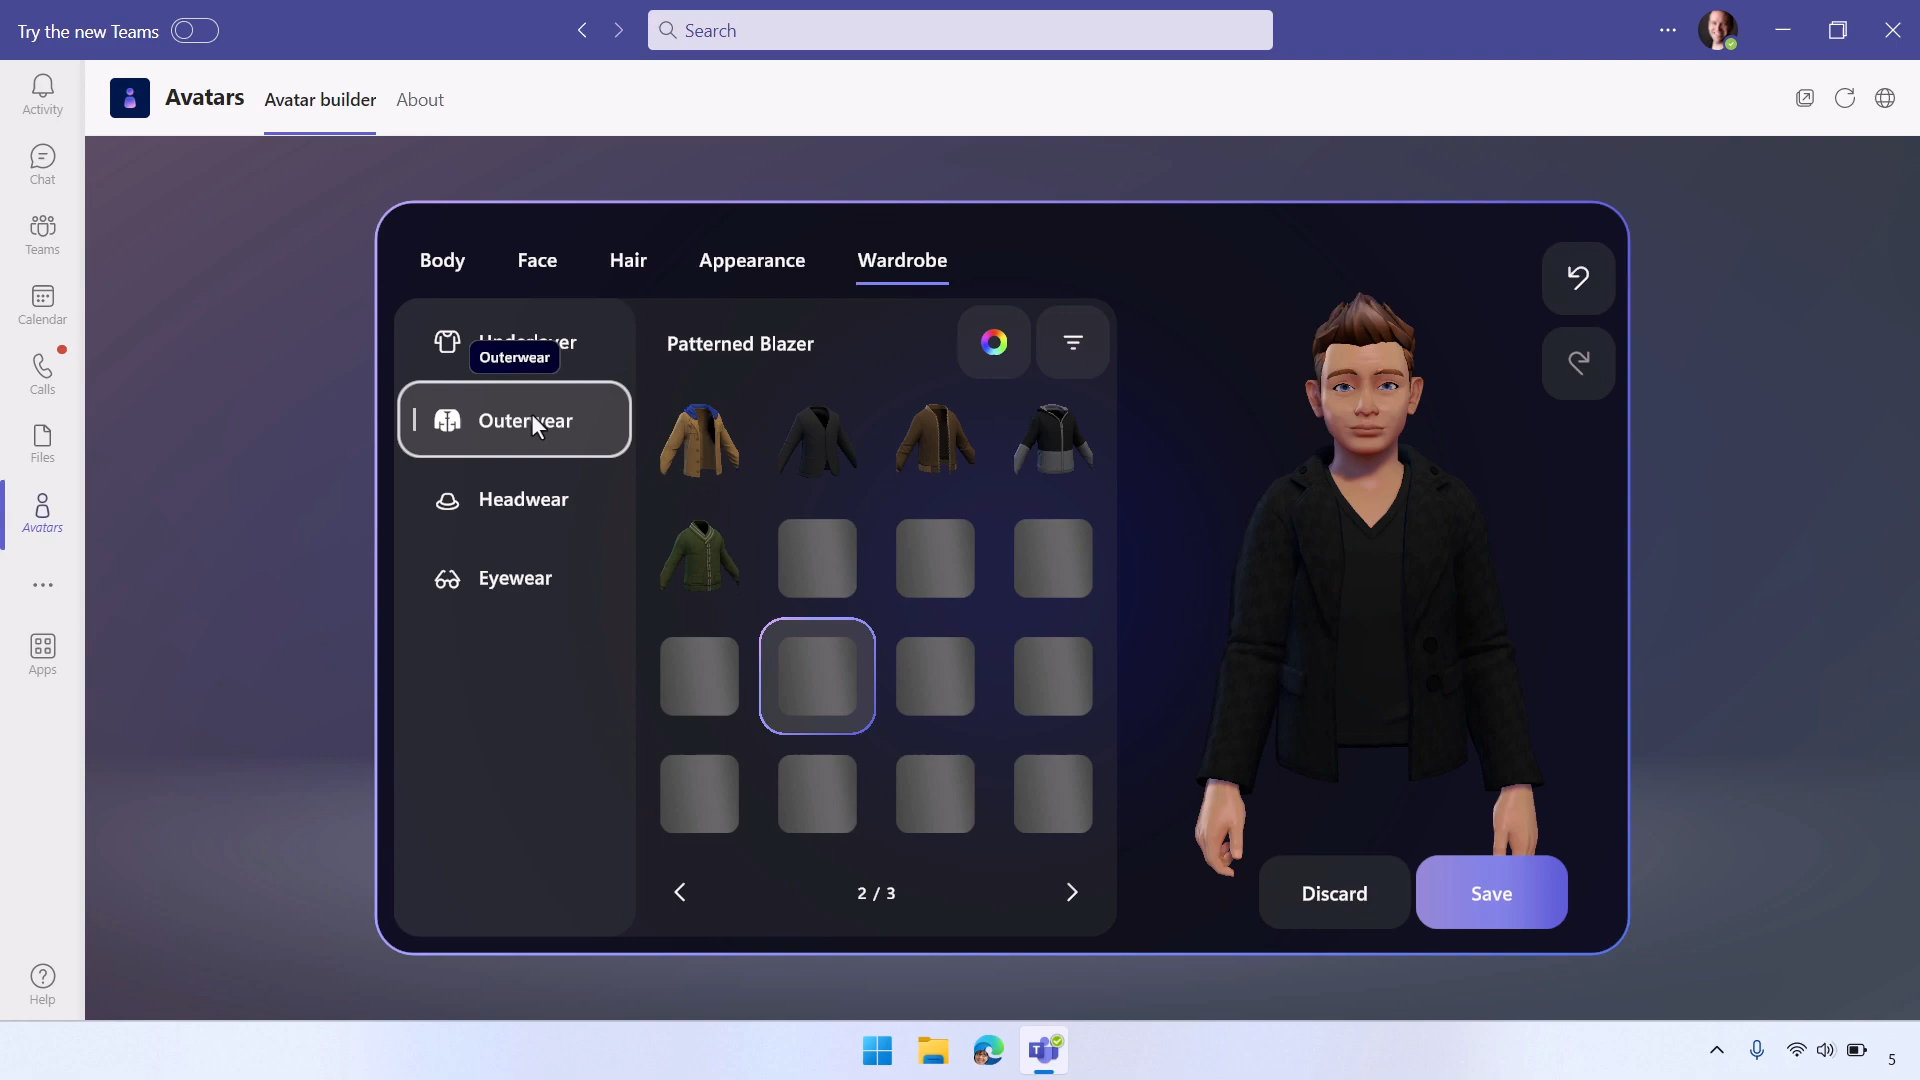 Try the new Teams
Search
Activity
Chat
Teams
Calendar
Calls
Files
Avatars
Apps
Help
Avatars
Avatar builder
About
Body
Face
Hair
Appearance
Wardrobe
Outerwear
Outerwear
Headwear
Eyewear
Patterned Blazer
2 / 3
Discard
Save
T
5